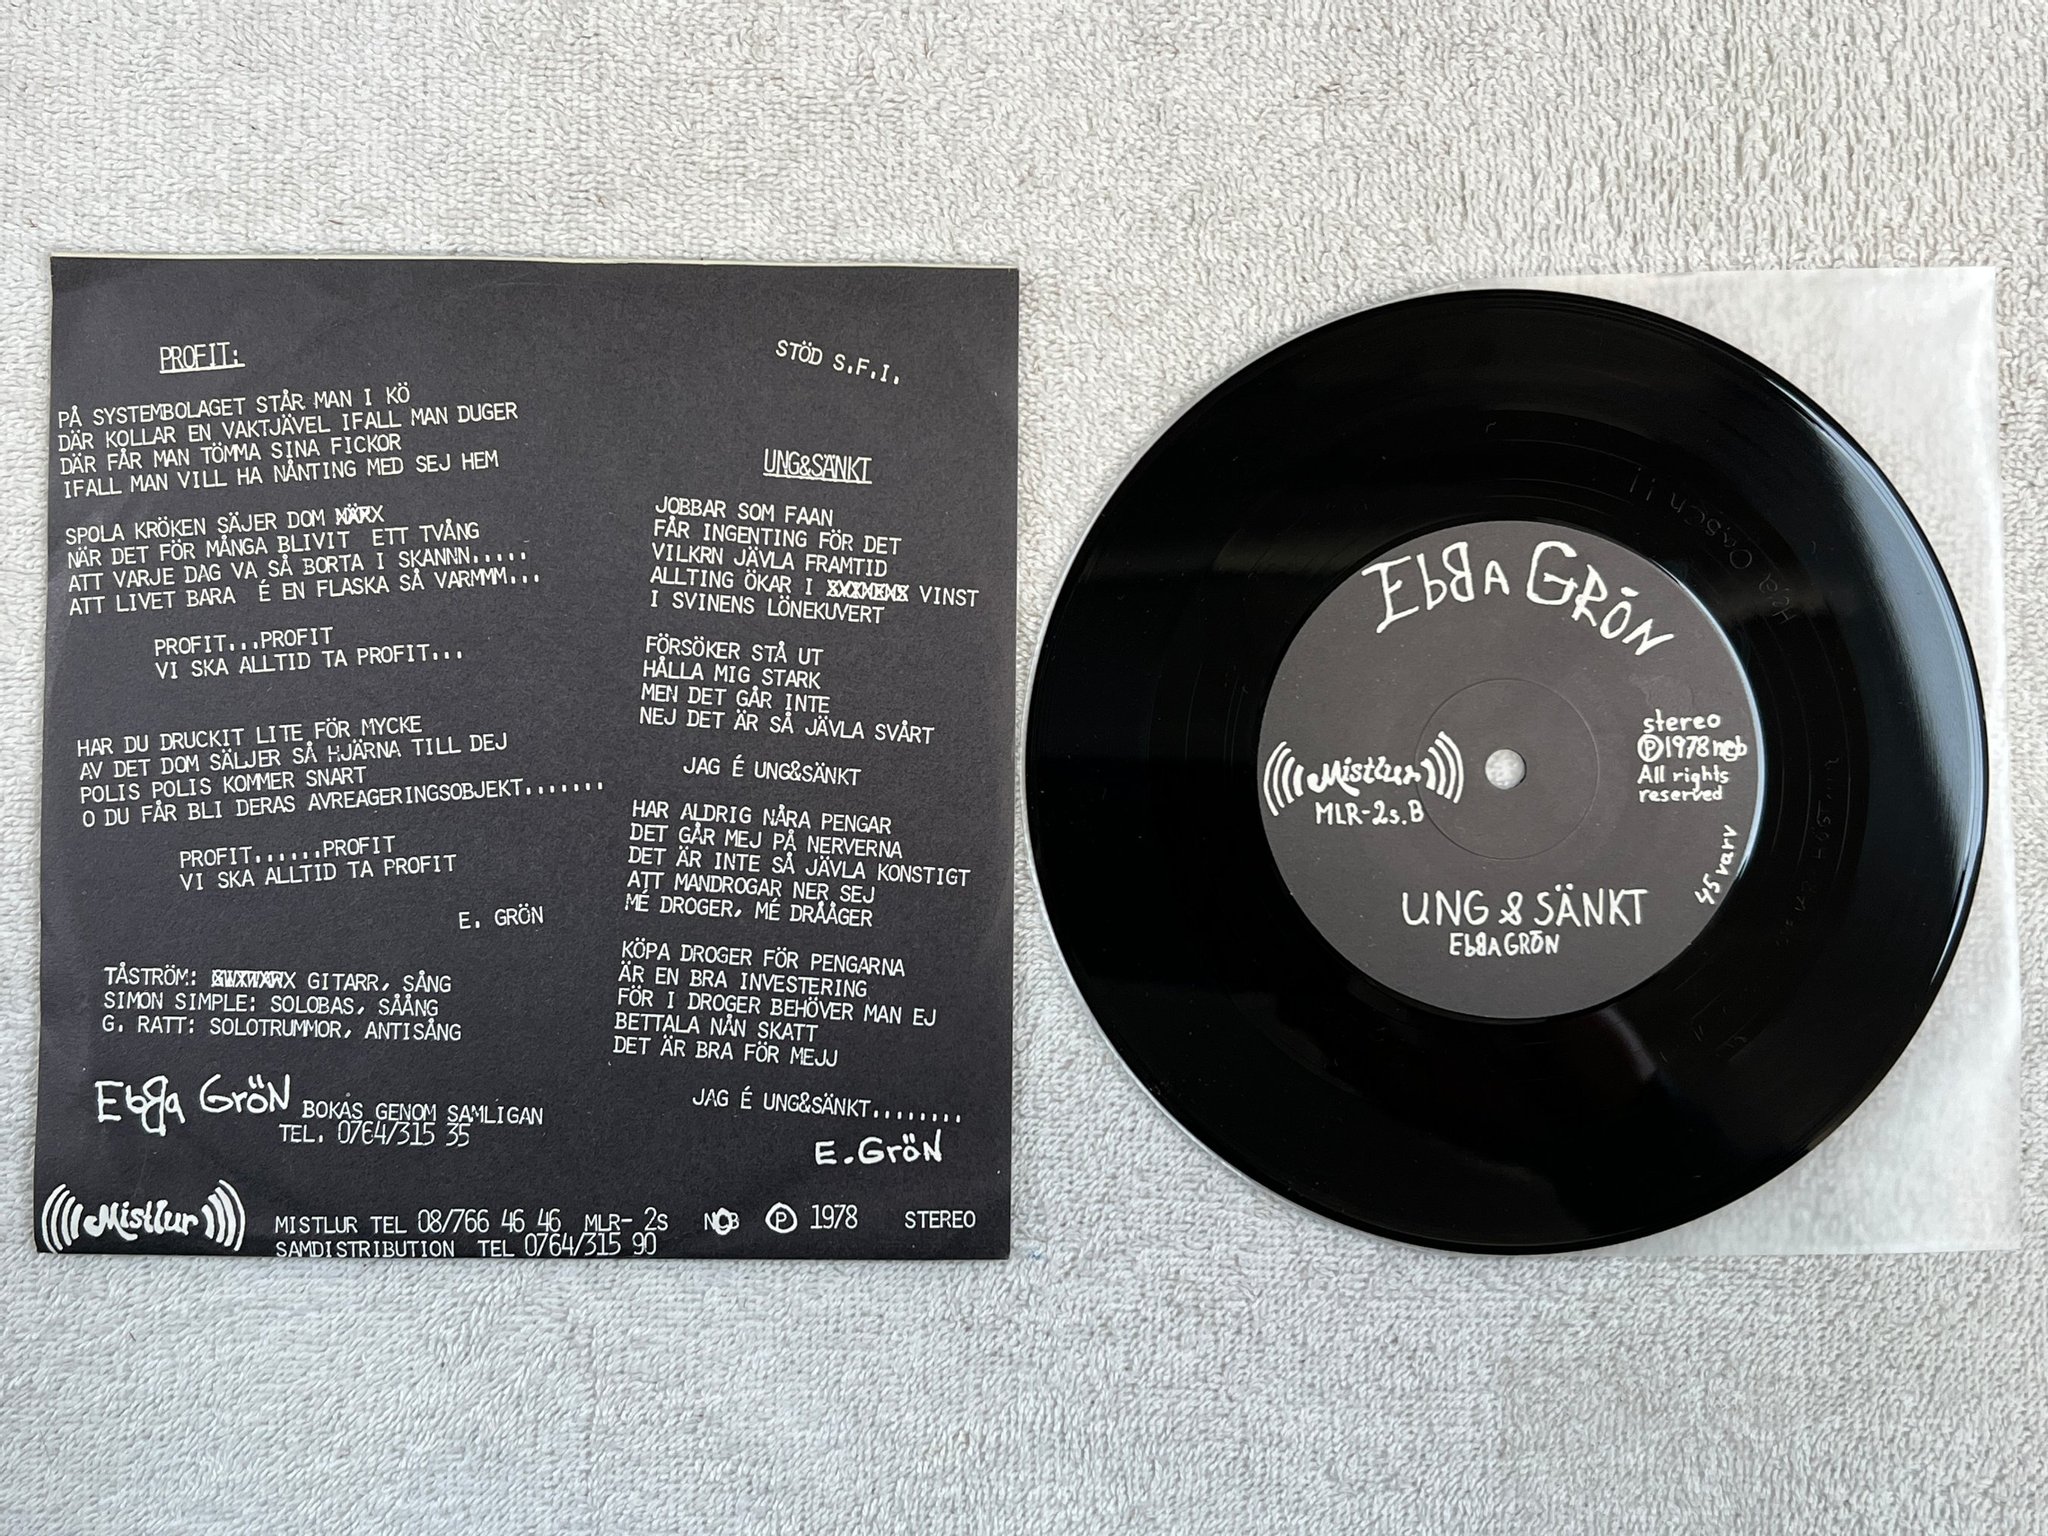 PROFIT:
PÅ SYSTEMBOLAGET STÅR MAN I KÖ
DÄR KOLLAR EN VAKTJÄVEL IFALL MAN DUGER
DÄR FÅR MAN TÖMMA SINA FICKOR
IFALL MAN VILL HA NÅNTING MED SEJ HEM
SPOLA KRÖKEN SÄJER DOM
NÄR DET FÖR MÅNGA BLIVIT ETT TVÅNG
ATT VARJE DAG VA SÅ BORTA I SKANNN.....
ATT LIVET BARA É EN FLASKA SÅ VARMMM...
PROFIT...PROFIT
VI SKA ALLTID TA PROFIT...
HAR DU DRUCKIT LITE FÖR MYCKE
AV DET DOM SÄLJER SÅ HJÄRNA TILL DEJ
POLIS POLIS KOMMER SNART
O DU FÅR BLI DERAS AVREAGERINGSOBJEKT.......
PROFIT......PROFIT
VI SKA ALLTID TA PROFIT
E. GRÖN
TÅSTRÖM: GITARR, SÅNG
SIMON SIMPLE: SOLOBAS, SÅÅNG
G. RATT: SOLOTRUMMOR, ANTISÅNG
EbBA GRÖN BOKAS GENOM SAMLIGAN
TEL. 0764/315 35
STÖD S.F.I.
UNG&SÄNKT
JOBBAR SOM FAAN
FÅR INGENTING FÖR DET
VILKRN JÄVLA FRAMTID
ALLTING ÖKAR I VINST
I SVINENS LÖNEKUVERT
FÖRSÖKER STÅ UT
HÅLLA MIG STARK
MEN DET GÅR INTE
NEJ DET ÄR SÅ JÄVLA SVÅRT
JAG É UNG&SÄNKT
HAR ALDRIG NÅRA PENGAR
DET GÅR MEJ PÅ NERVERNA
DET ÄR INTE SÅ JÄVLA KONSTIGT
ATT MANDROGAR NER SEJ
MÉ DROGER, MÉ DRÅÅGER
KÖPA DROGER FÖR PENGARNA
ÄR EN BRA INVESTERING
FÖR I DROGER BEHÖVER MAN EJ
BETTALA NÅN SKATT
DET ÄR BRA FÖR MEJJ
JAG É UNG&SÄNKT........
E. GRÖN
Mistlur MISTLUR TEL 08/766 46 46 MLR- 2s NCB Ⓟ 1978 STEREO
SAMDISTRIBUTION TEL 0764/315 90
EbBA GRÖN
stereo
Ⓟ1978 ncb
All rights
reserved
Mistlur
MLR-2s.B
45 varv
UNG & SÄNKT
EbBA GRÖN